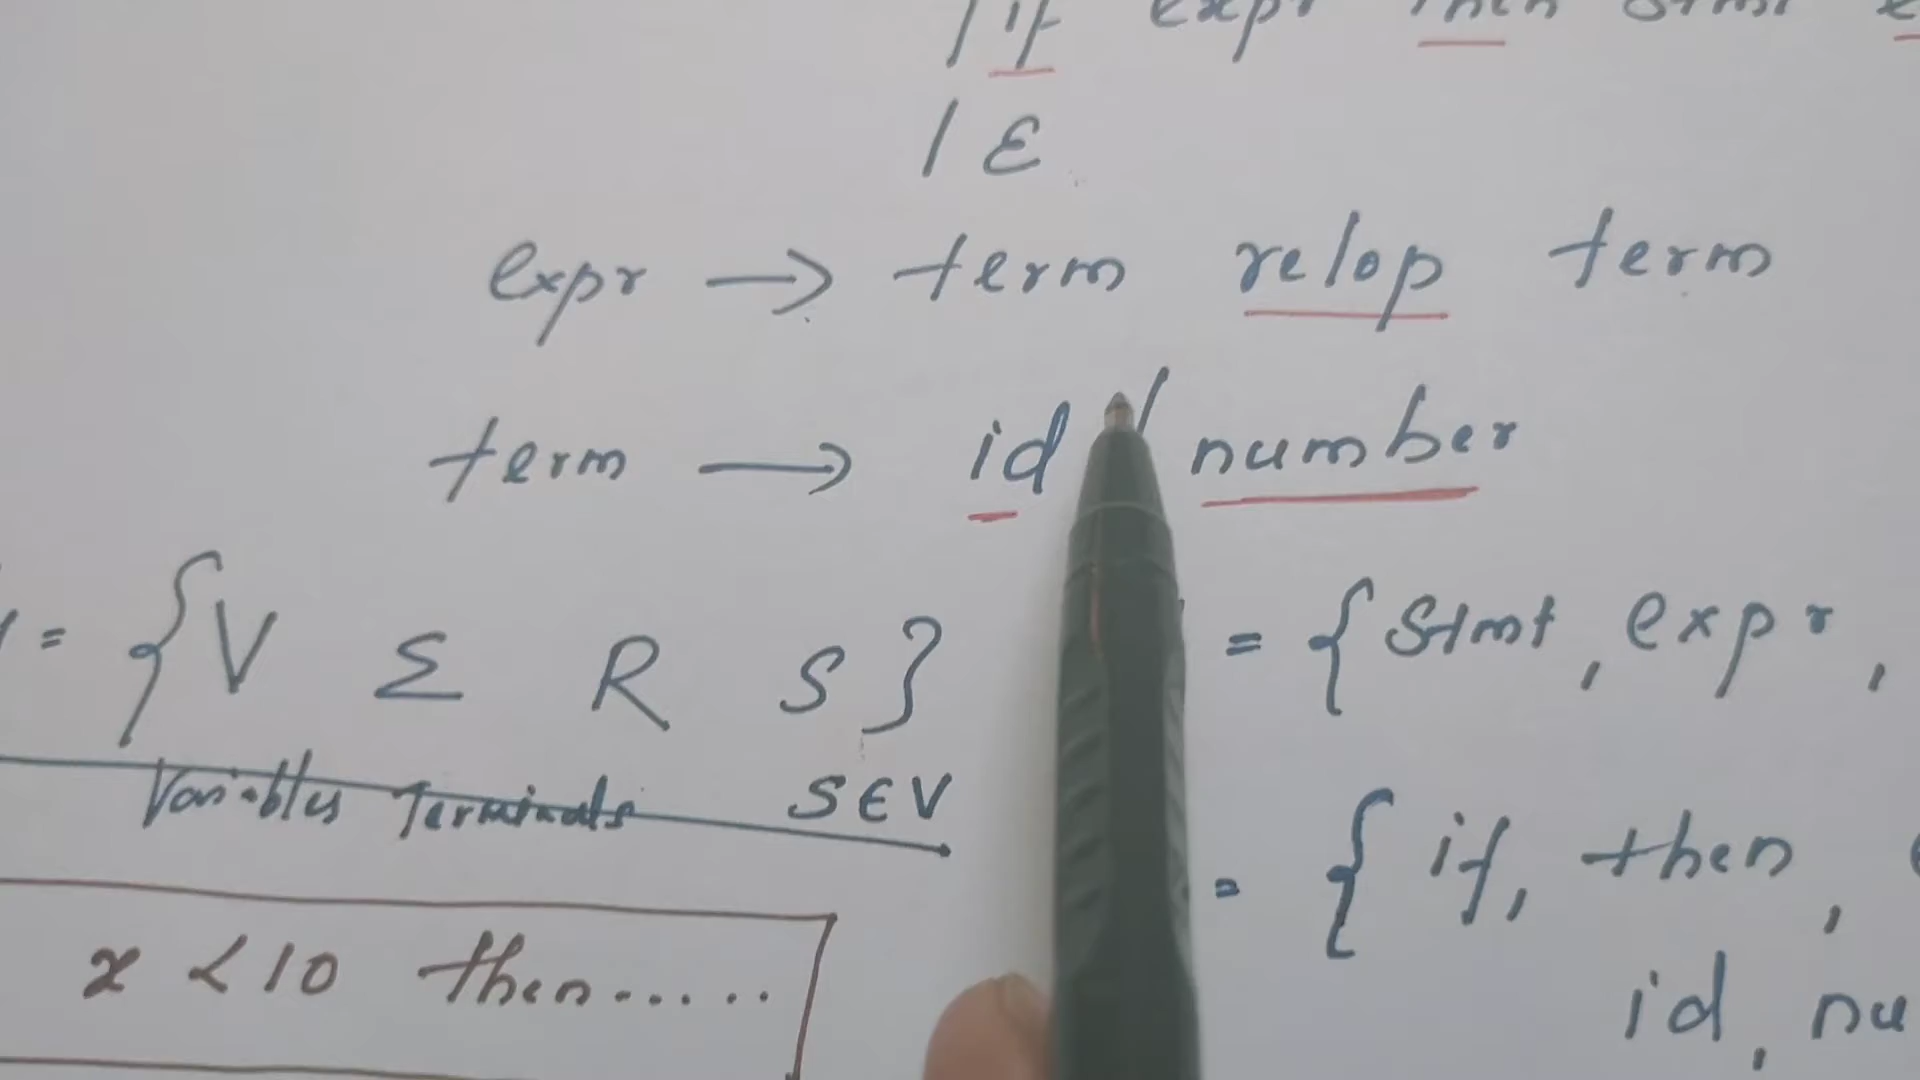 | if expr then stmt
| ε
expr → term relop term
term → id / number
= { V Σ R S }
Variables Terminals S ∈ V
= { Stmt, expr,
= { if, then,
id, nu
x < 10 then.....